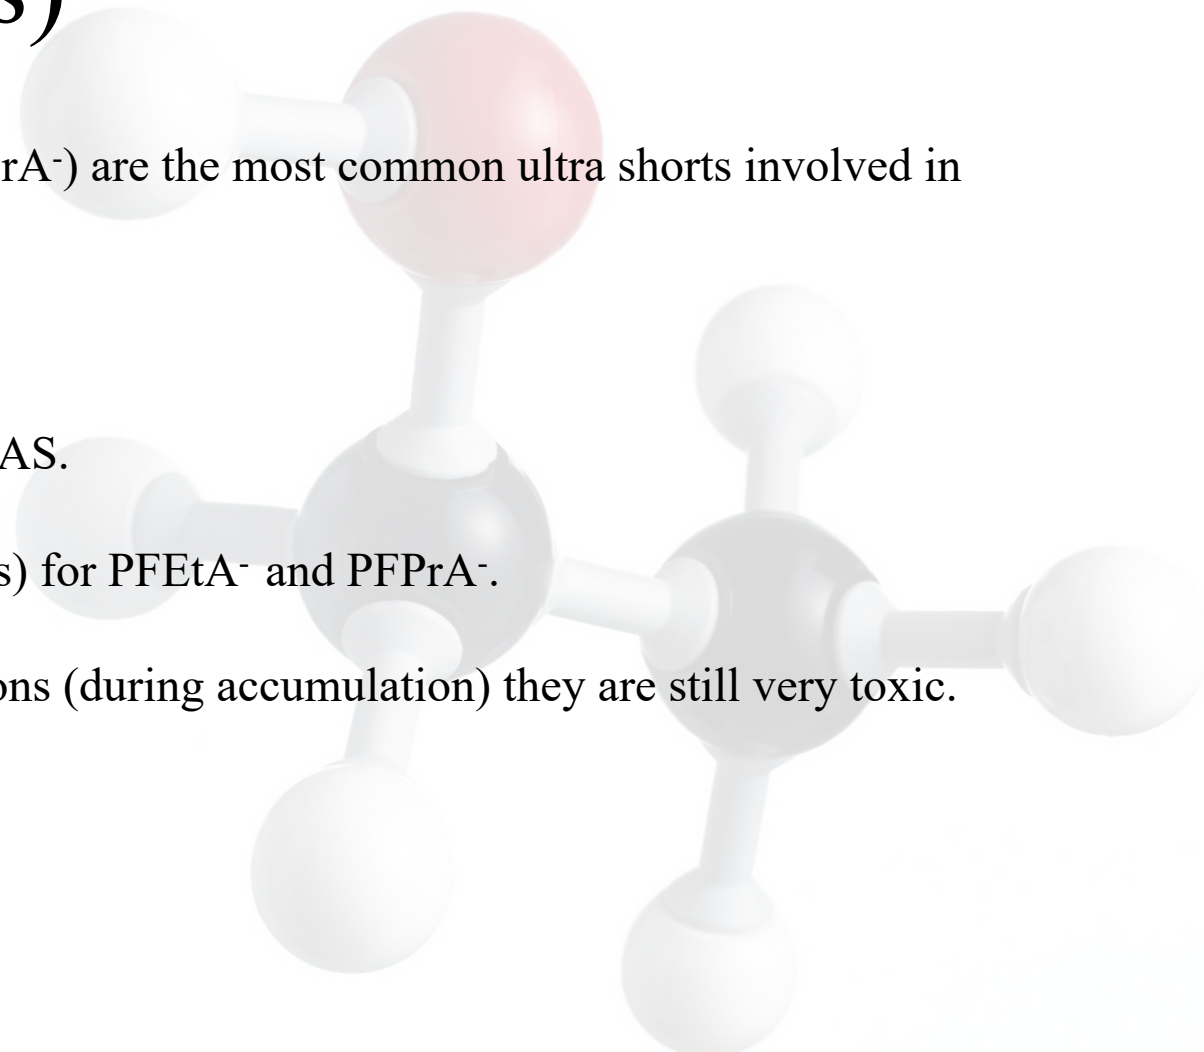 s)
rA⁻) are the most common ultra shorts involved in
AS.
s) for PFEtA⁻ and PFPrA⁻.
ons (during accumulation) they are still very toxic.